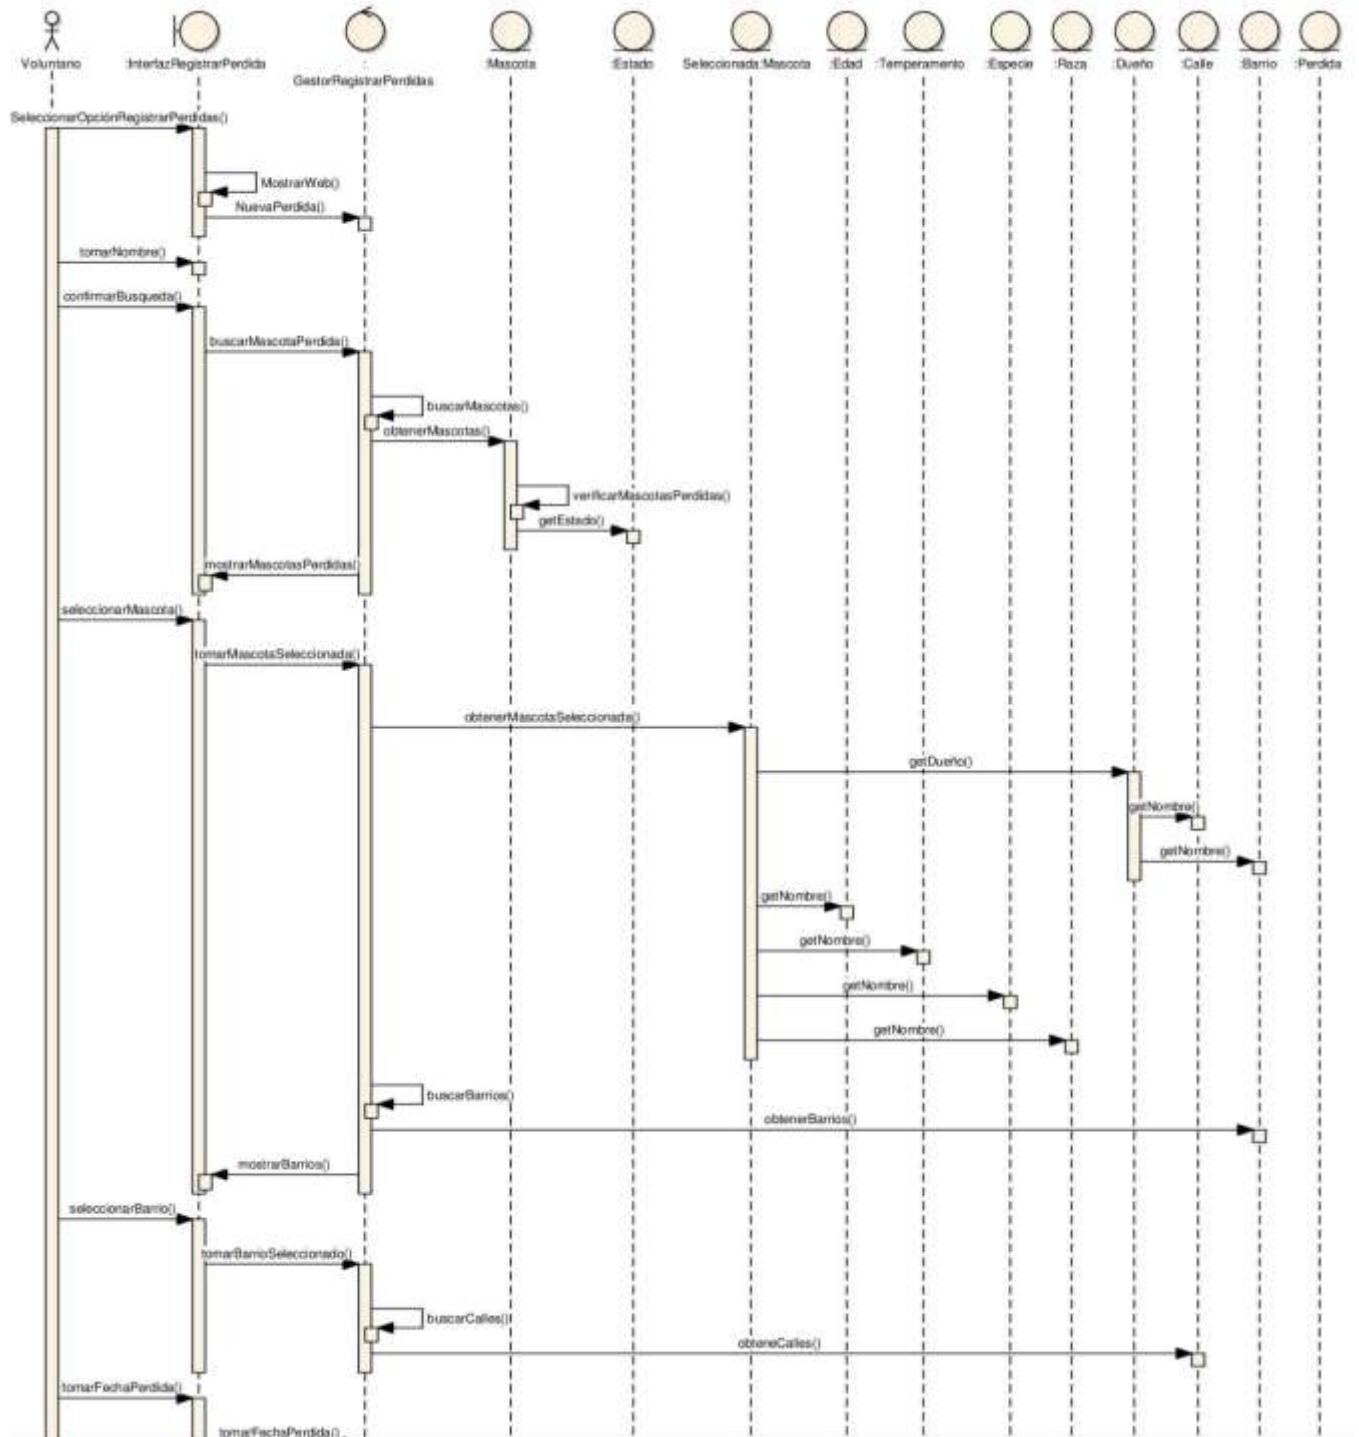 Voluntario
:InterfazRegistrarPerdida
:
GestorRegistrarPerdidas
:Mascota
:Estado
Seleccionada:Mascota
:Edad
:Temperamento
:Especie
:Raza
:Dueño
:Calle
:Barrio
:Perdida
SeleccionarOpciónRegistrarPerdidas()
MostrarWeb()
NuevaPerdida()
tomarNombre()
confirmarBusqueda()
buscarMascotaPerdida()
buscarMascotas()
obtenerMascotas()
verificarMascotasPerdidas()
getEstado()
mostrarMascotasPerdidas()
seleccionarMascota()
tomarMascotaSeleccionada()
obtenerMascotaSeleccionada()
getDueño()
getNombre()
getNombre()
getNombre()
getNombre()
getNombre()
getNombre()
buscarBarrios()
obtenerBarrios()
mostrarBarrios()
seleccionarBarrio()
tomarBarrioSeleccionado()
buscarCalles()
obteneCalles()
tomarFechaPerdida()
tomarFechaPerdida()